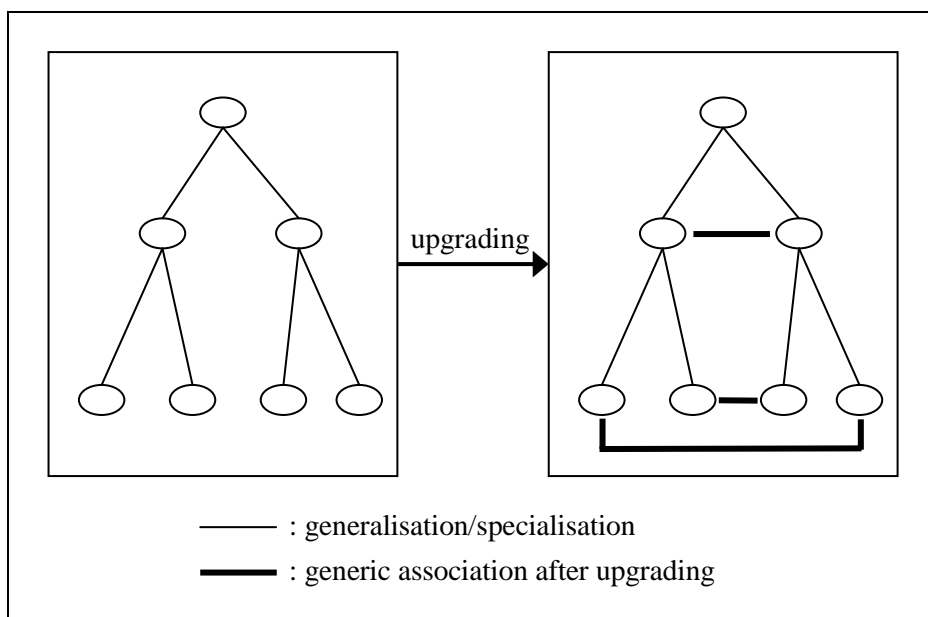 upgrading
: generalisation/specialisation
: generic association after upgrading